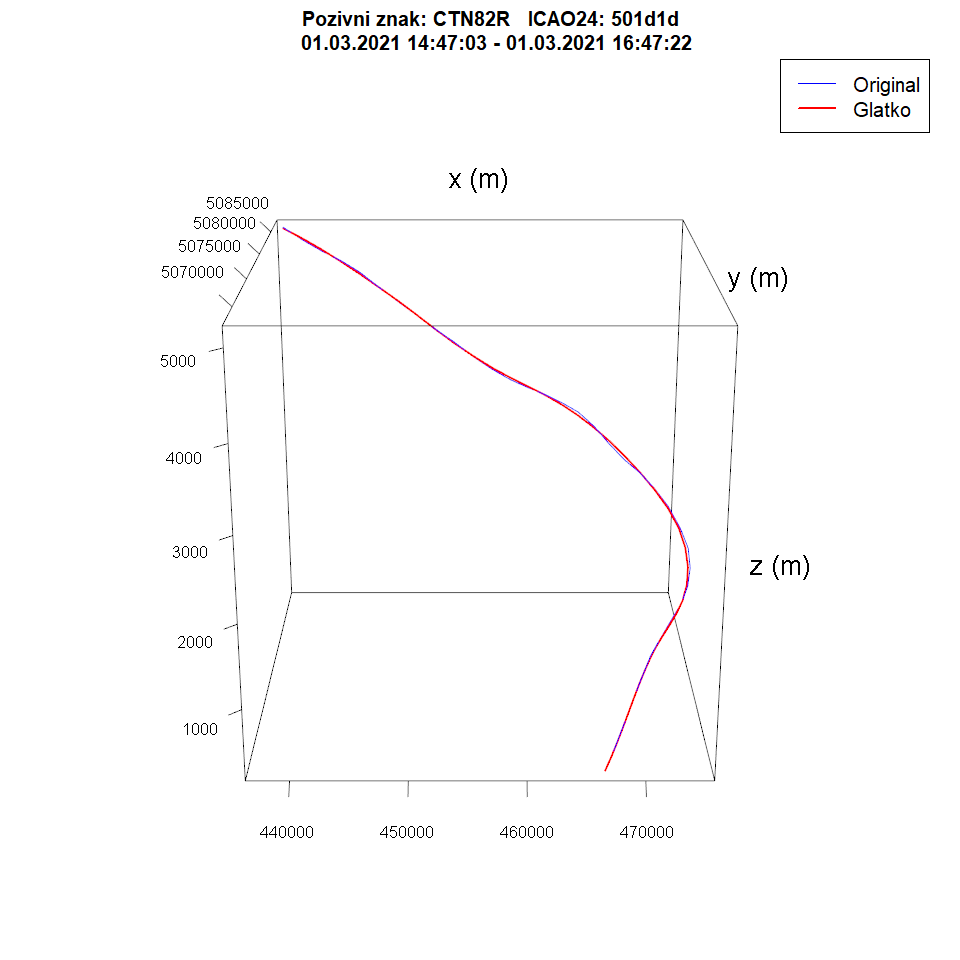 Pozivni znak: CTN82R   ICAO24: 501d1d
01.03.2021 14:47:03 - 01.03.2021 16:47:22
Original
Glatko
x (m)
5085000
5080000
5075000
5070000
y (m)
5000
4000
3000
z (m)
2000
1000
440000 450000 460000 470000